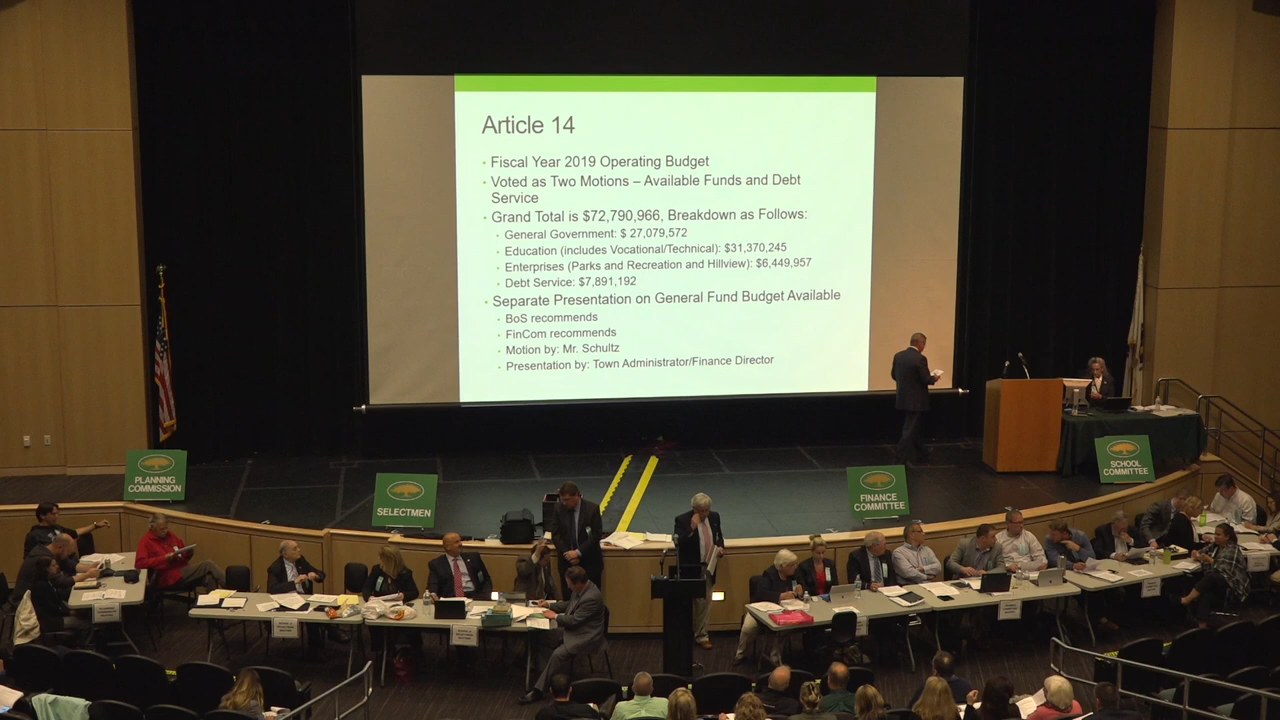 Article 14
• Fiscal Year 2019 Operating Budget
• Voted as Two Motions – Available Funds and Debt
Service
• Grand Total is $72,790,966, Breakdown as Follows:
• General Government: $ 27,079,572
• Education (includes Vocational/Technical): $31,370,245
• Enterprises (Parks and Recreation and Hillview): $6,449,957
• Debt Service: $7,891,192
• Separate Presentation on General Fund Budget Available
• BoS recommends
• FinCom recommends
• Motion by: Mr. Schultz
• Presentation by: Town Administrator/Finance Director
PLANNING
COMMISSION
SELECTMEN
FINANCE
COMMITTEE
SCHOOL
COMMITTEE